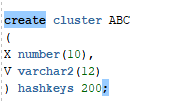 create cluster ABC
(
X number(10),
V varchar2(12)
) hashkeys 200;